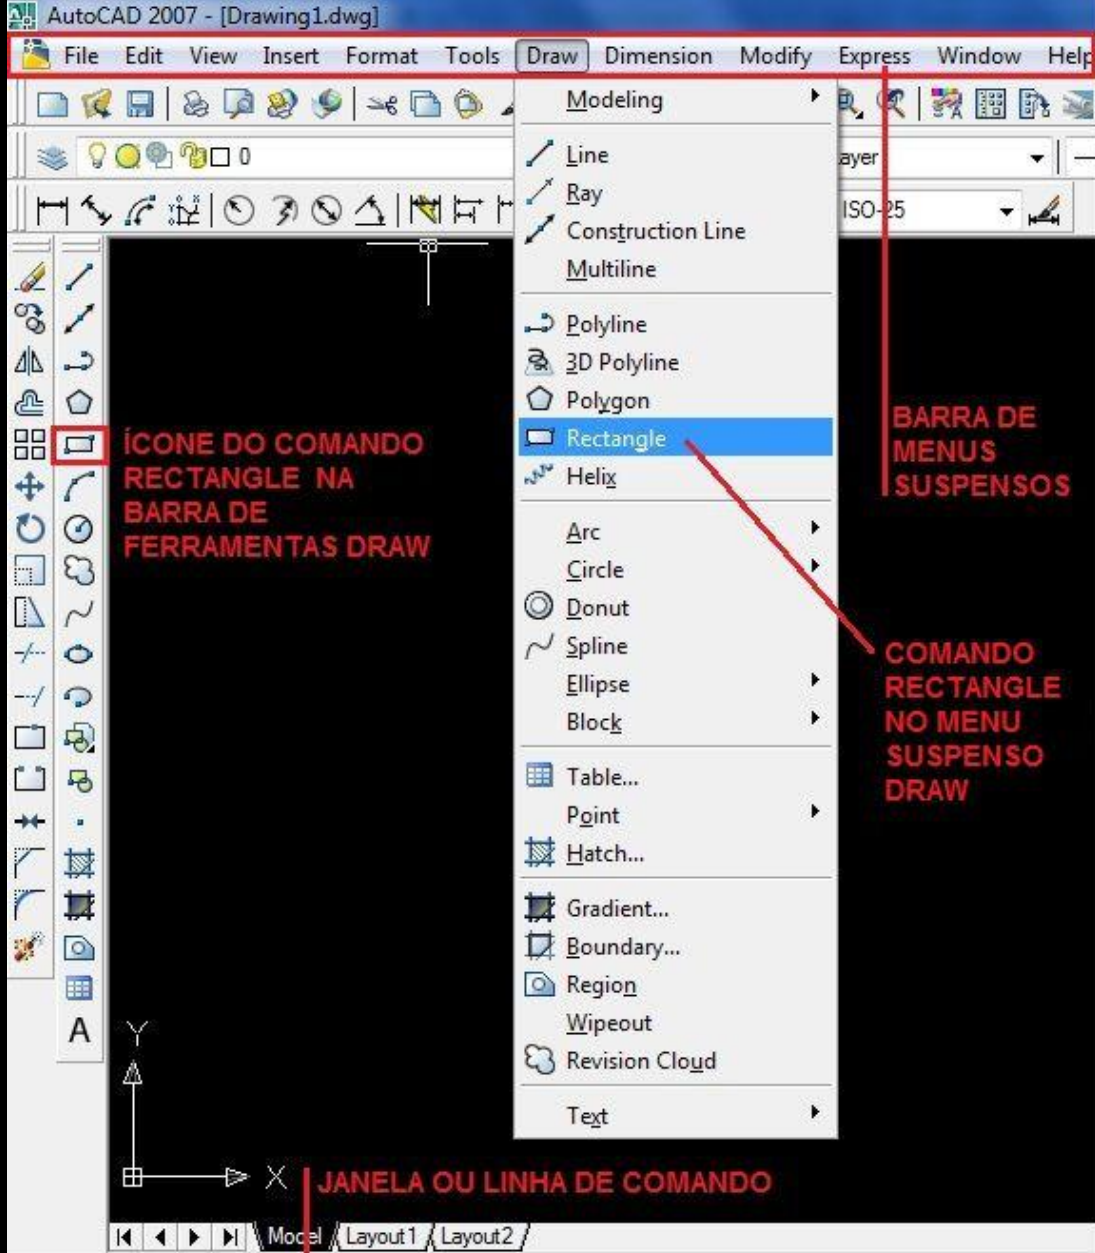 AutoCAD 2007 - [Drawing1.dwg]
File Edit View Insert Format Tools Draw Dimension Modify Express Window Help
Modeling
0
ayer
Line
Ray
ISO-25
Construction Line
Multiline
Polyline
3D Polyline
Polygon
Rectangle
Helix
BARRA DE
MENUS
SUSPENSOS
ÍCONE DO COMANDO
RECTANGLE NA
BARRA DE
FERRAMENTAS DRAW
Arc
Circle
Donut
Spline
Ellipse
Block
COMANDO
RECTANGLE
NO MENU
SUSPENSO
DRAW
Table...
Point
Hatch...
Gradient...
Boundary...
Region
Wipeout
Revision Cloud
Text
A
Y
X
JANELA OU LINHA DE COMANDO
Model Layout1 Layout2